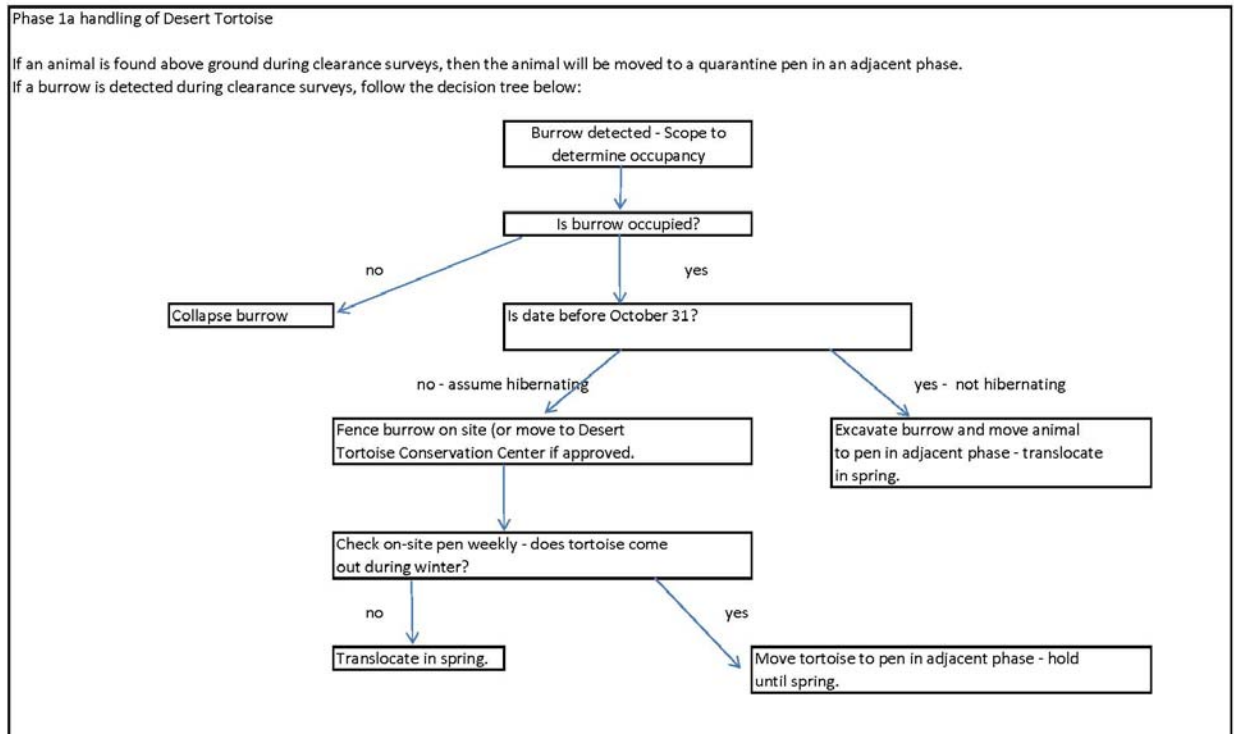 Phase 1a handling of Desert Tortoise
If an animal is found above ground during clearance surveys, then the animal will be moved to a quarantine pen in an adjacent phase.
If a burrow is detected during clearance surveys, follow the decision tree below:
Burrow detected - Scope to
determine occupancy
Is burrow occupied?
no
yes
Collapse burrow
Is date before October 31?
no - assume hibernating
yes - not hibernating
Fence burrow on site (or move to Desert
Tortoise Conservation Center if approved.
Excavate burrow and move animal
to pen in adjacent phase - translocate
in spring.
Check on-site pen weekly - does tortoise come
out during winter?
no
yes
Translocate in spring.
Move tortoise to pen in adjacent phase - hold
until spring.